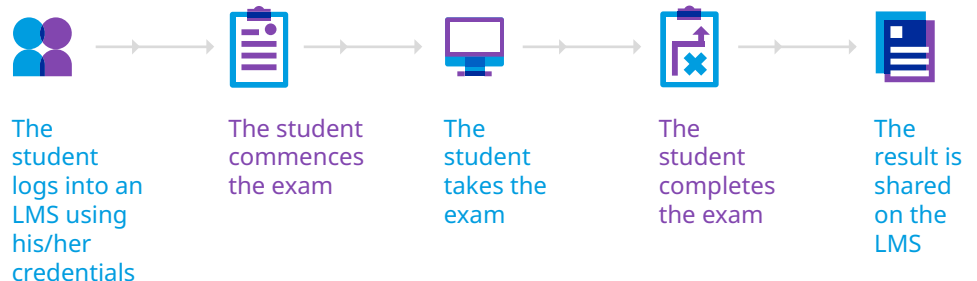 The
student
logs into an
LMS using
his/her
credentials
The student
commences
the exam
The
student
takes the
exam
The
student
completes
the exam
The
result is
shared
on the
LMS